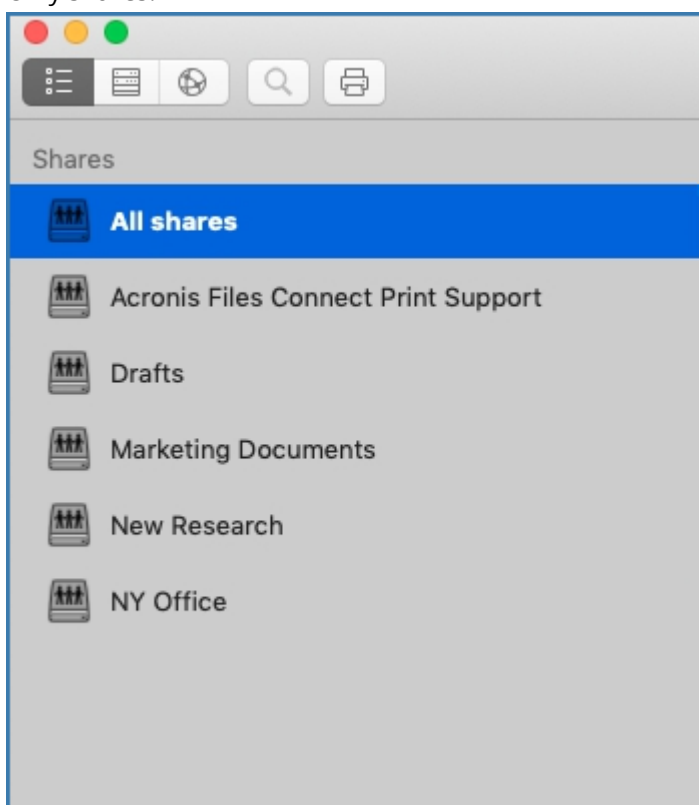 Shares
All shares
Acronis Files Connect Print Support
Drafts
Marketing Documents
New Research
NY Office